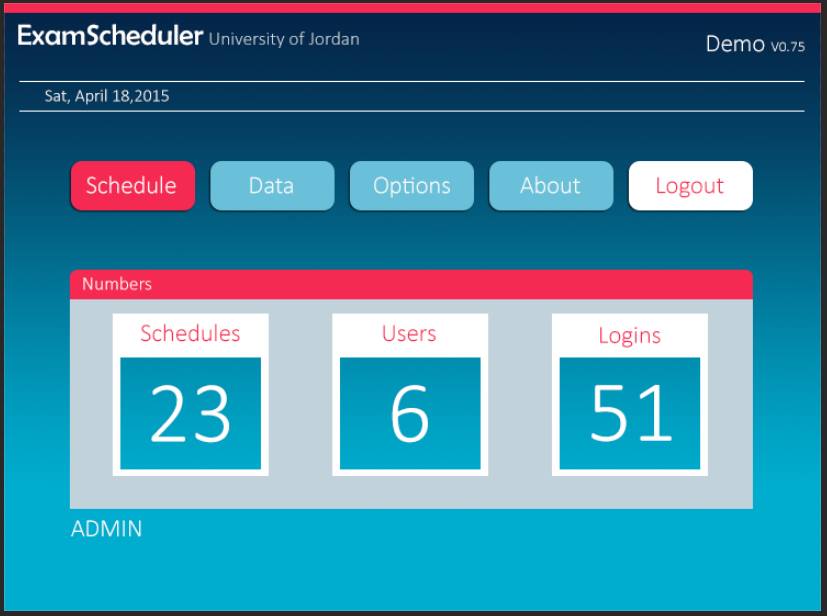 ExamScheduler University of Jordan
Demo V0.75
Sat, April 18,2015
Schedule Data Options About Logout
Numbers
Schedules Users Logins
23 6 51
ADMIN